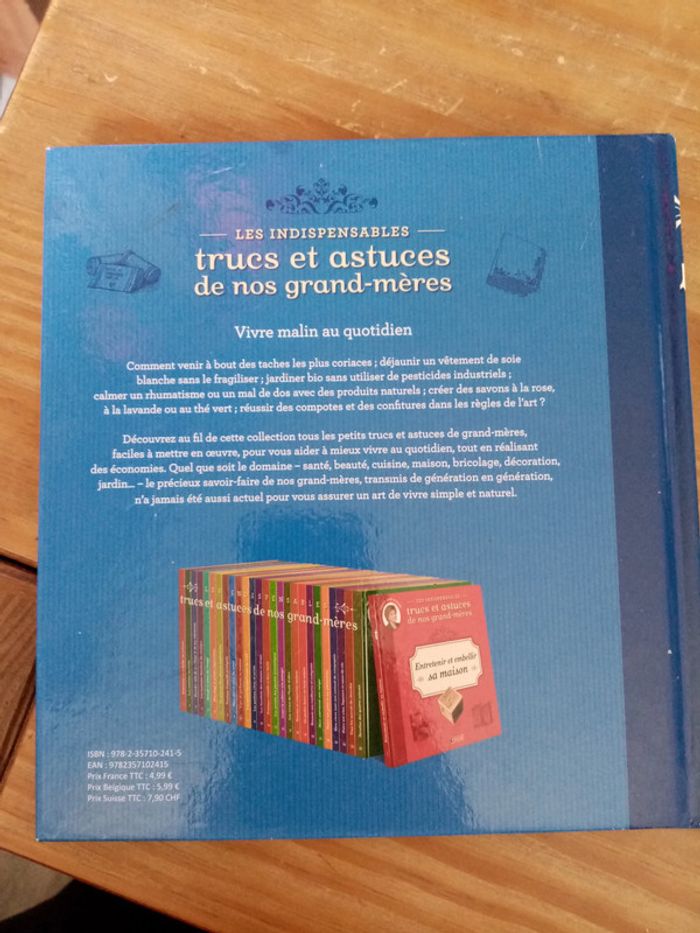 LES INDISPENSABLES
trucs et astuces
de nos grand-mères
Vivre malin au quotidien
Comment venir à bout des taches les plus coriaces ; déjaunir un vêtement de soie
blanche sans le fragiliser ; jardiner bio sans utiliser de pesticides industriels ;
calmer un rhumatisme ou un mal de dos avec des produits naturels ; créer des savons à la rose,
à la lavande ou au thé vert ; réussir des compotes et des confitures dans les règles de l'art ?
Découvrez au fil de cette collection tous les petits trucs et astuces de grand-mères,
faciles à mettre en œuvre, pour vous aider à mieux vivre au quotidien, tout en réalisant
des économies. Quel que soit le domaine – santé, beauté, cuisine, maison, bricolage, décoration,
jardin... – le précieux savoir-faire de nos grand-mères, transmis de génération en génération,
n'a jamais été aussi actuel pour vous assurer un art de vivre simple et naturel.
LES INDISPENSABLES
trucs et astuces de nos grand-mères
LES INDISPENSABLES
trucs et astuces
de nos grand-mères
Entretenir et embellir
sa maison
ISBN : 978-2-35710-241-5
EAN : 9782357102415
Prix France TTC : 4,99 €
Prix Belgique TTC : 5,99 €
Prix Suisse TTC : 7,90 CHF